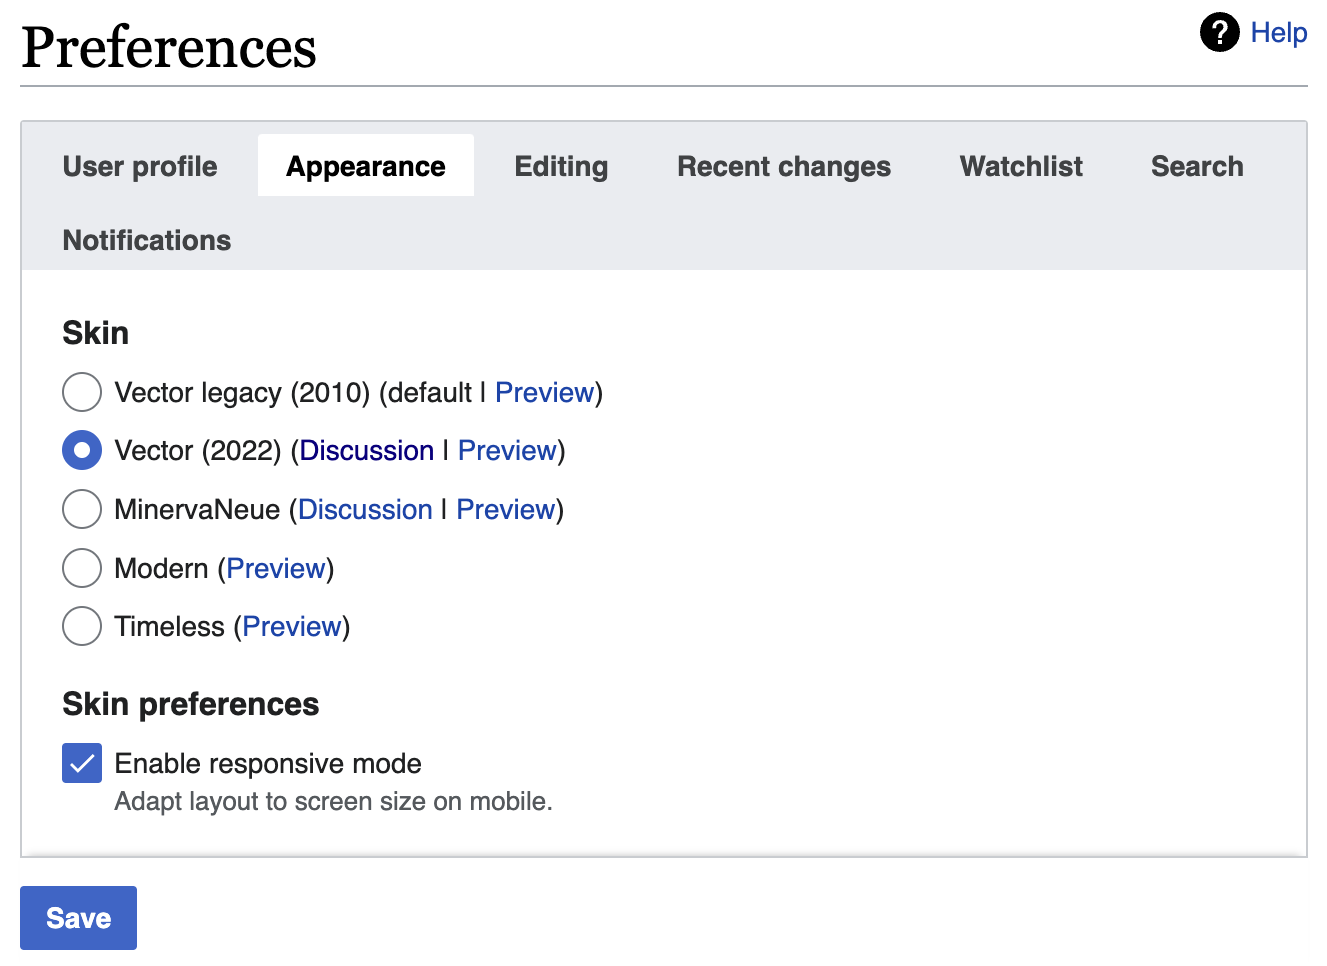 Preferences
? Help
User profile Appearance Editing Recent changes Watchlist Search
Notifications
Skin
Vector legacy (2010) (default | Preview)
Vector (2022) (Discussion | Preview)
MinervaNeue (Discussion | Preview)
Modern (Preview)
Timeless (Preview)
Skin preferences
Enable responsive mode
Adapt layout to screen size on mobile.
Save